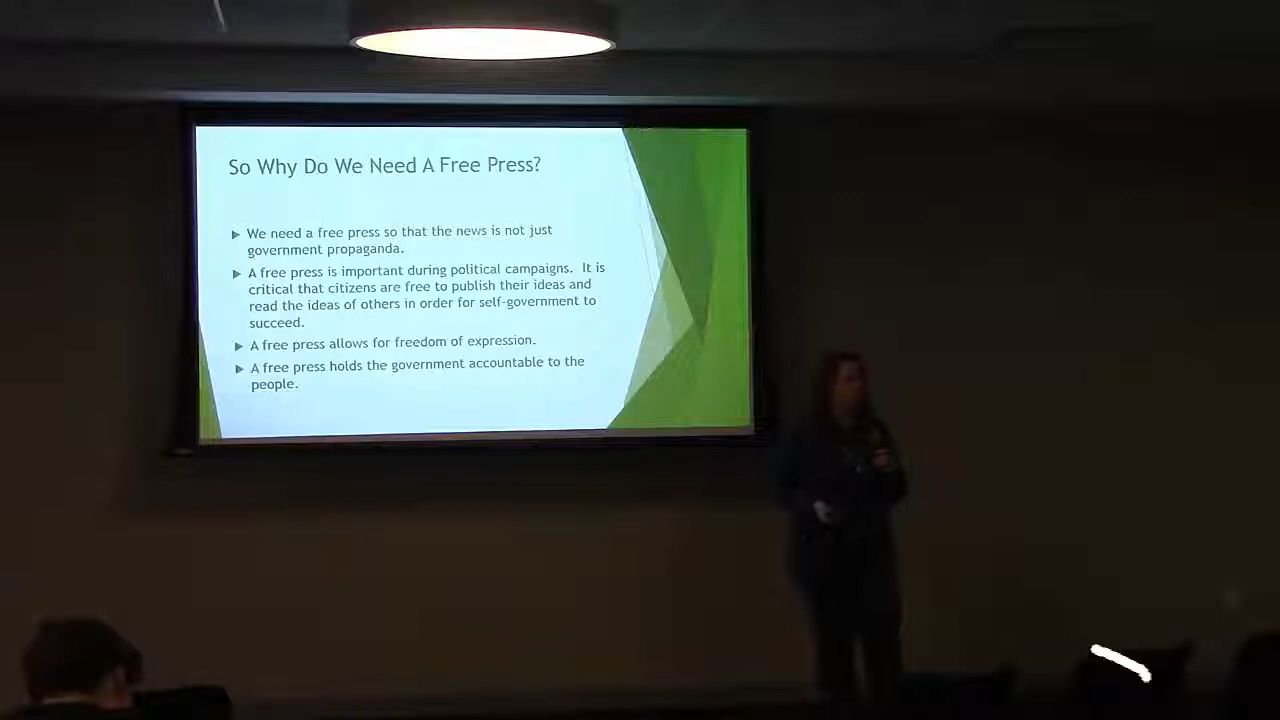 So Why Do We Need A Free Press?
We need a free press so that the news is not just
government propaganda.
A free press is important during political campaigns. It is
critical that citizens are free to publish their ideas and
read the ideas of others in order for self-government to
succeed.
A free press allows for freedom of expression.
A free press holds the government accountable to the
people.